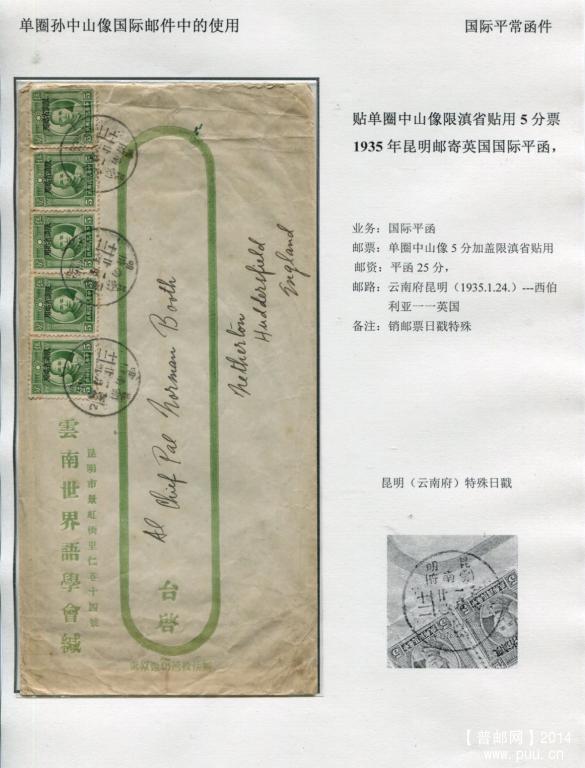 单圈孙中山像国际邮件中的使用
国际平常函件
贴单圈中山像限滇省贴用 5 分票
1935 年昆明邮寄英国国际平函，
业务：国际平函
邮票：单圈中山像 5 分加盖限滇省贴用
邮资：平函 25 分，
邮路：云南府昆明（1935.1.24.）---西伯
利亚一一英国
备注：销邮票日戳特殊
Al Chief Pal Norman Booth
Netherton
Huddersfield
England
雲南世界語學會緘
昆明市景虹街里仁巷十四號
台啓
昆明（云南府）特殊日戳
【普邮网】2014
www.puu.cn